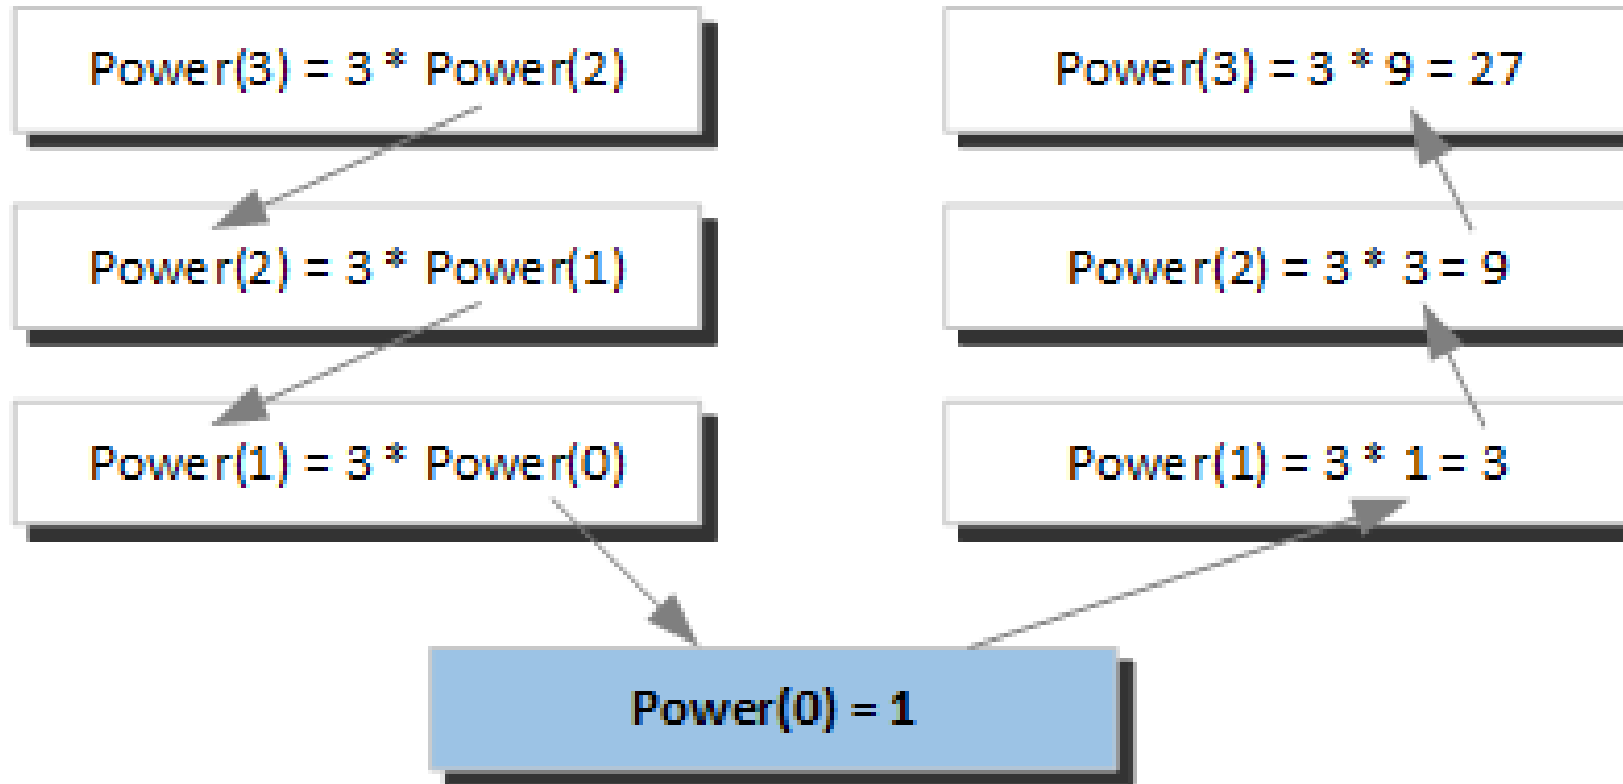 Power(3) = 3 * Power(2)
Power(2) = 3 * Power(1)
Power(1) = 3 * Power(0)
Power(0) = 1
Power(1) = 3 * 1 = 3
Power(2) = 3 * 3 = 9
Power(3) = 3 * 9 = 27